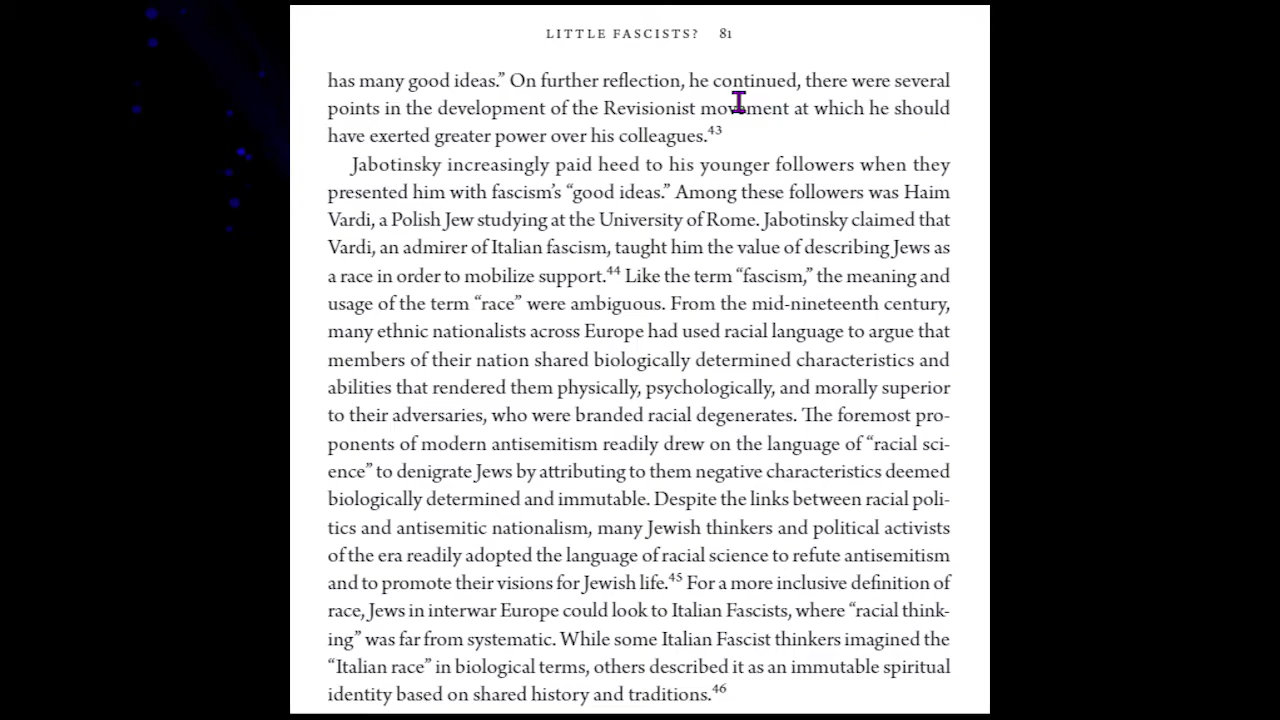 LITTLE FASCISTS? 81
has many good ideas.” On further reflection, he continued, there were several
points in the development of the Revisionist movement at which he should
have exerted greater power over his colleagues.43
Jabotinsky increasingly paid heed to his younger followers when they
presented him with fascism’s “good ideas.” Among these followers was Haim
Vardi, a Polish Jew studying at the University of Rome. Jabotinsky claimed that
Vardi, an admirer of Italian fascism, taught him the value of describing Jews as
a race in order to mobilize support.44 Like the term “fascism,” the meaning and
usage of the term “race” were ambiguous. From the mid-nineteenth century,
many ethnic nationalists across Europe had used racial language to argue that
members of their nation shared biologically determined characteristics and
abilities that rendered them physically, psychologically, and morally superior
to their adversaries, who were branded racial degenerates. The foremost pro-
ponents of modern antisemitism readily drew on the language of “racial sci-
ence” to denigrate Jews by attributing to them negative characteristics deemed
biologically determined and immutable. Despite the links between racial poli-
tics and antisemitic nationalism, many Jewish thinkers and political activists
of the era readily adopted the language of racial science to refute antisemitism
and to promote their visions for Jewish life.45 For a more inclusive definition of
race, Jews in interwar Europe could look to Italian Fascists, where “racial think-
ing” was far from systematic. While some Italian Fascist thinkers imagined the
“Italian race” in biological terms, others described it as an immutable spiritual
identity based on shared history and traditions.46